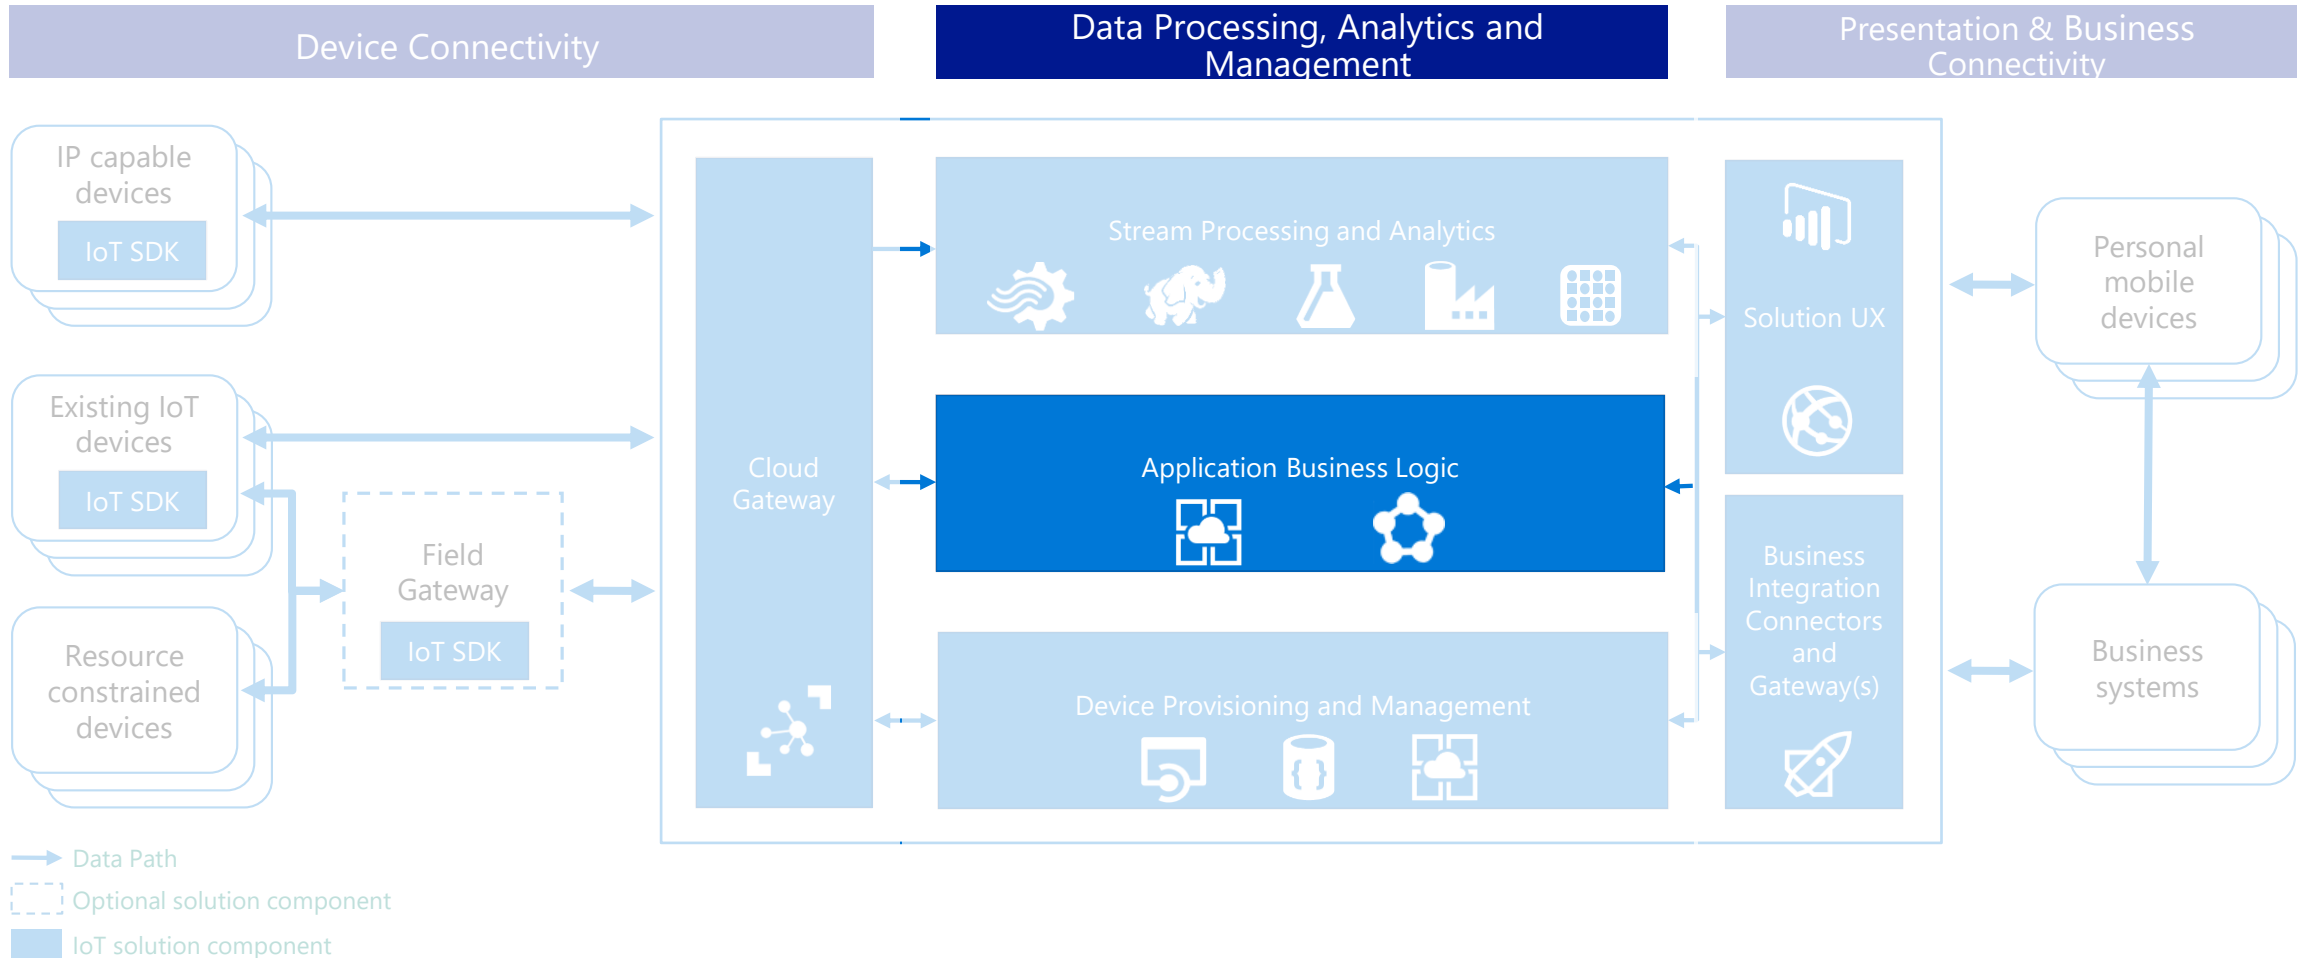 Device Connectivity
Data Processing, Analytics and
Management
Presentation & Business
Connectivity
IP capable
devices
IoT SDK
Existing IoT
devices
IoT SDK
Resource
constrained
devices
Field
Gateway
IoT SDK
Cloud
Gateway
Stream Processing and Analytics
Application Business Logic
Device Provisioning and Management
Solution UX
Business
Integration
Connectors
and
Gateway(s)
Personal
mobile
devices
Business
systems
Data Path
Optional solution component
IoT solution component